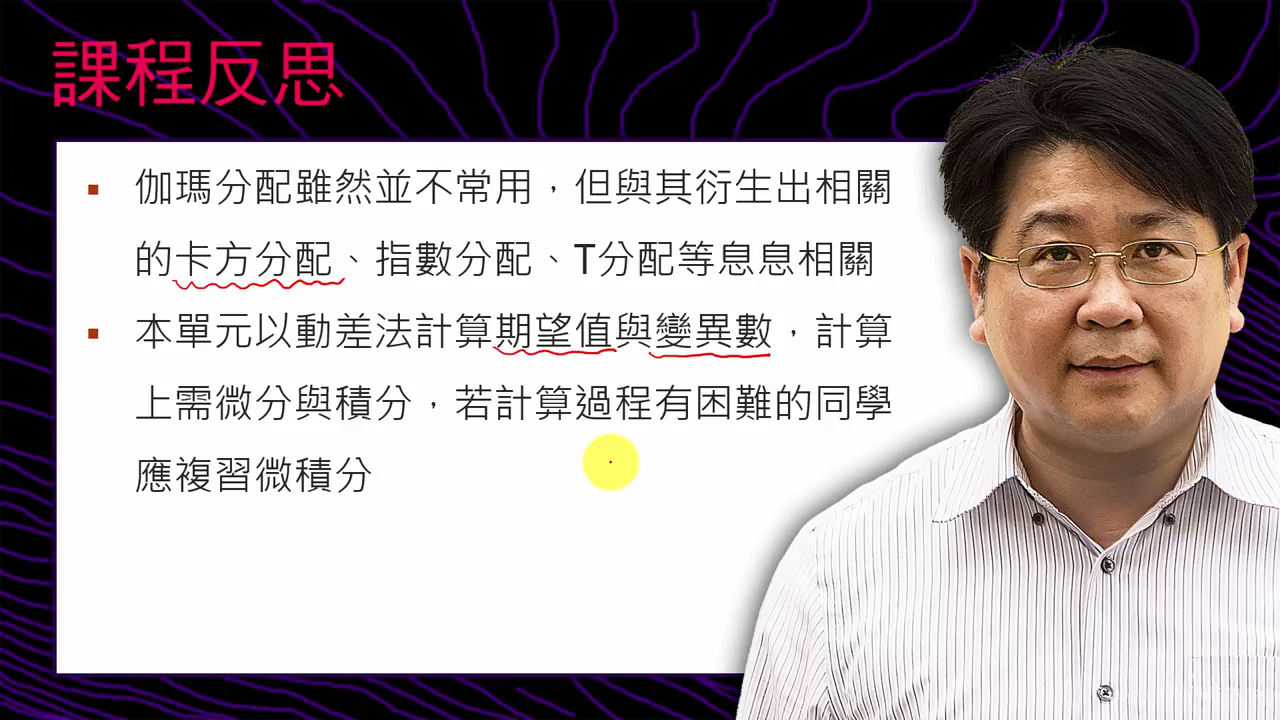 課程反思
伽瑪分配雖然並不常用，但與其衍生出相關
的卡方分配、指數分配、T分配等息息相關
本單元以動差法計算期望值與變異數，計算
上需微分與積分，若計算過程有困難的同學
應複習微積分